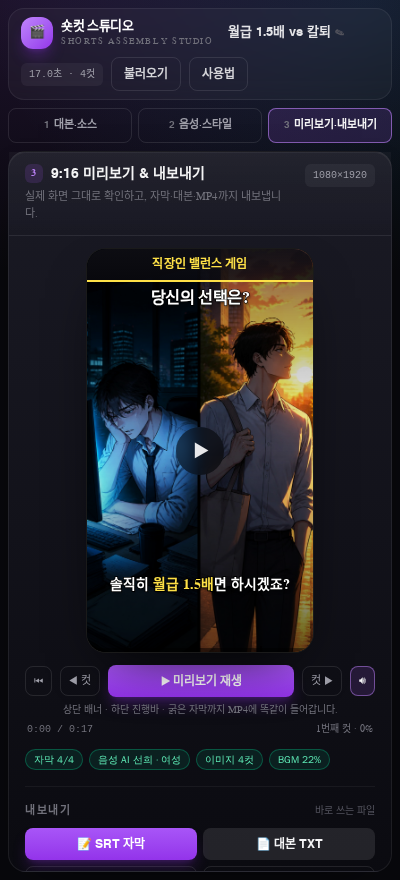 숏컷 스튜디오
SHORTS ASSEMBLY STUDIO
월급 1.5배 vs 칼퇴 ✎
17.0초 · 4컷
불러오기
사용법
1 대본·소스
2 음성·스타일
3 미리보기·내보내기
3 9:16 미리보기 & 내보내기
1080×1920
실제 화면 그대로 확인하고, 자막·대본·MP4까지 내보냅니
다.
직장인 밸런스 게임
당신의 선택은?
솔직히 월급 1.5배면 하시겠죠?
⏮
◀ 컷
▶ 미리보기 재생
컷 ▶
🔊
상단 배너 · 하단 진행바 · 굵은 자막까지 MP4에 똑같이 들어갑니다.
0:00 / 0:17
1번째 컷 · 0%
자막 4/4
음성 AI 선희 · 여성
이미지 4컷
BGM 22%
내보내기
바로 쓰는 파일
📝 SRT 자막
📄 대본 TXT